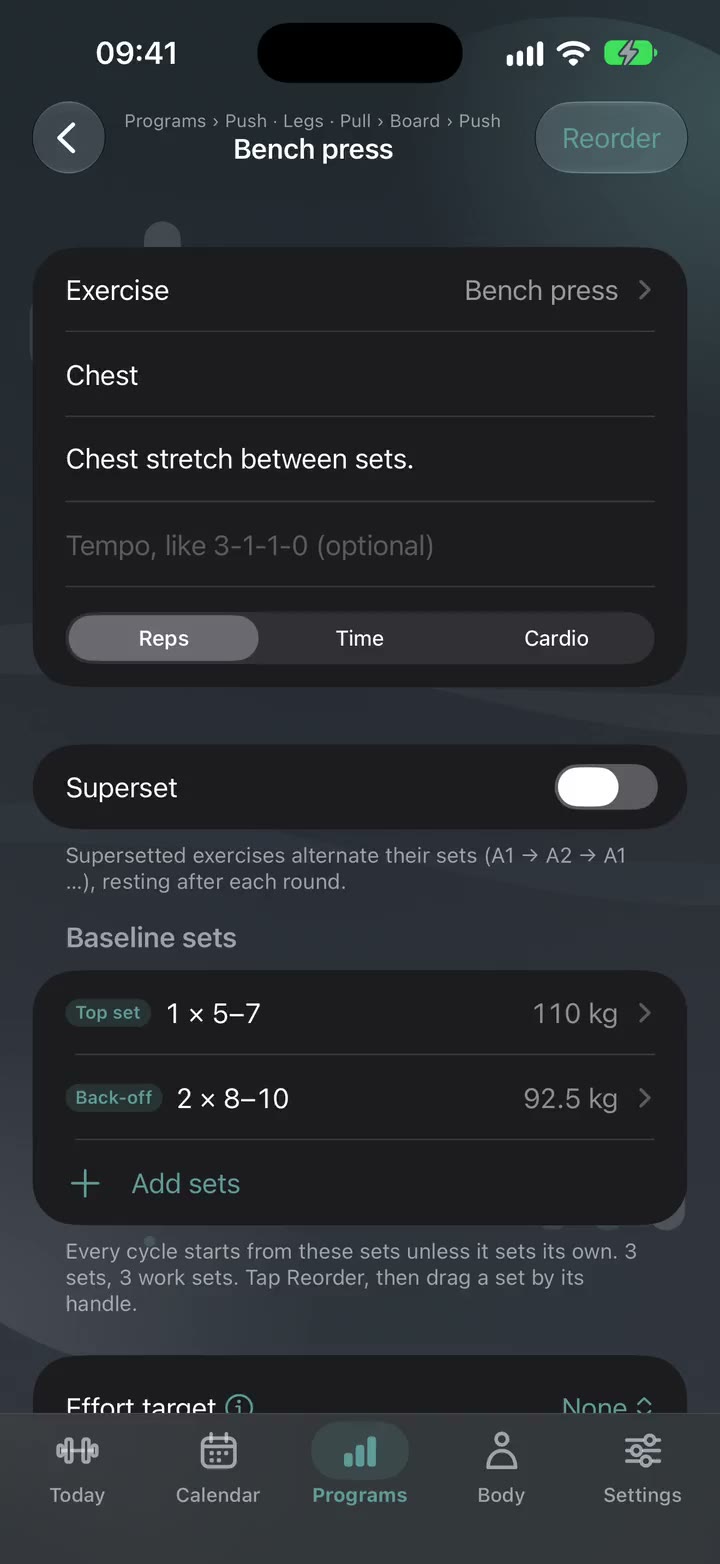 09:41
Programs › Push · Legs · Pull › Board › Push
Bench press
Reorder
Exercise
Bench press
Chest
Chest stretch between sets.
Tempo, like 3-1-1-0 (optional)
Reps
Time
Cardio
Superset
Supersetted exercises alternate their sets (A1 → A2 → A1
...), resting after each round.
Baseline sets
Top set 1 × 5–7 110 kg
Back-off 2 × 8–10 92.5 kg
Add sets
Every cycle starts from these sets unless it sets its own. 3
sets, 3 work sets. Tap Reorder, then drag a set by its
handle.
Effort target None
Today
Calendar
Programs
Body
Settings